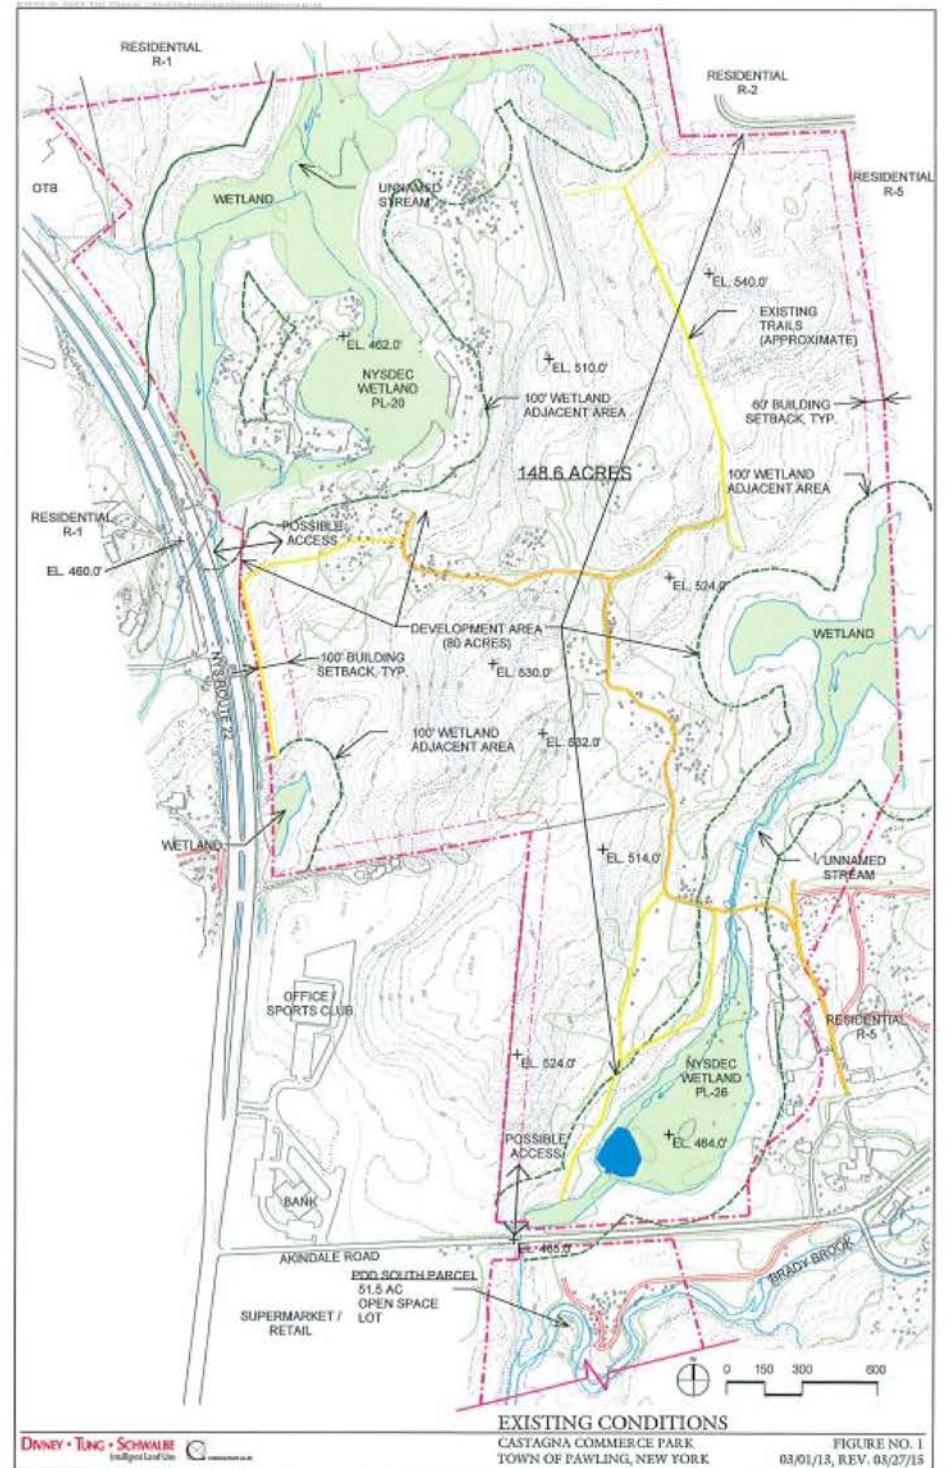 RESIDENTIAL
R-1
RESIDENTIAL
R-2
OTB
WETLAND
UNNAMED
STREAM
RESIDENTIAL
R-5
EL. 540.0'
EXISTING
TRAILS
(APPROXIMATE)
EL. 462.0'
NYSDEC
WETLAND
PL-20
EL. 510.0'
100' WETLAND
ADJACENT AREA
60' BUILDING
SETBACK, TYP.
148.6 ACRES
100' WETLAND
ADJACENT AREA
RESIDENTIAL
R-1
POSSIBLE
ACCESS
EL. 460.0'
EL. 524.0'
DEVELOPMENT AREA
(80 ACRES)
WETLAND
100' BUILDING
SETBACK, TYP.
EL. 530.0'
NYS ROUTE 22
100' WETLAND
ADJACENT AREA
EL. 532.0'
WETLAND
EL. 514.0'
UNNAMED
STREAM
OFFICE /
SPORTS CLUB
RESIDENTIAL
R-5
EL. 524.0'
NYSDEC
WETLAND
PL-26
POSSIBLE
ACCESS
EL. 464.0'
BANK
AKINDALE ROAD
EL. 465.0'
BRADY BROOK
PDD SOUTH PARCEL
51.5 AC
OPEN SPACE
LOT
SUPERMARKET /
RETAIL
N
0 150 300 600
EXISTING CONDITIONS
DIVNEY • TUNG • SCHWALBE
Intelligent Land Use
CASTAGNA COMMERCE PARK
TOWN OF PAWLING, NEW YORK
FIGURE NO. 1
03/01/13, REV. 03/27/15